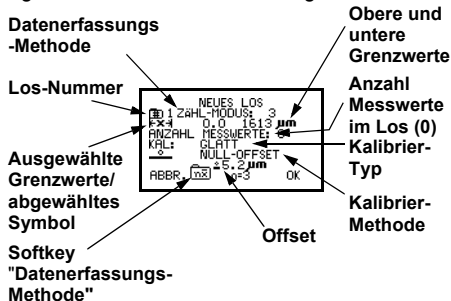 Datenerfassungs
-Methode
Obere und
untere
Grenzwerte
Los-Nummer
Anzahl
Messwerte
im Los (0)
NEUES LOS
1 ZÄHL-MODUS: 3
0.0 1613 µm
ANZAHL MESSWERTE:
KAL: GLATT
NULL-OFFSET
5.2 µm
ABBR. nx̄ n=3 OK
Kalibrier-
Typ
Ausgewählte
Grenzwerte/
abgewähltes
Symbol
Kalibrier-
Methode
Offset
Softkey
"Datenerfassungs-
Methode"